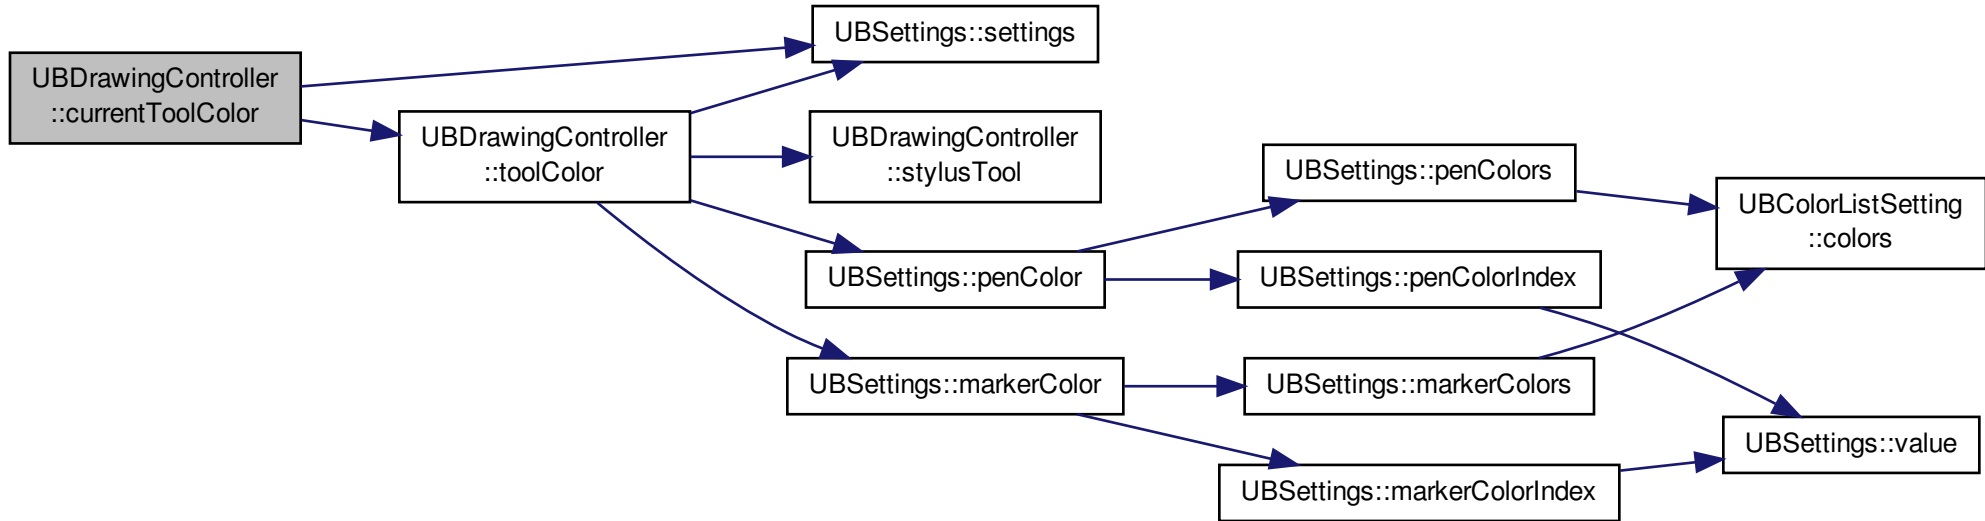 UBDrawingController
::currentToolColor
UBSettings::settings
UBDrawingController
::toolColor
UBDrawingController
::stylusTool
UBSettings::penColor
UBSettings::markerColor
UBSettings::penColors
UBSettings::penColorIndex
UBSettings::markerColors
UBSettings::markerColorIndex
UBColorListSetting
::colors
UBSettings::value